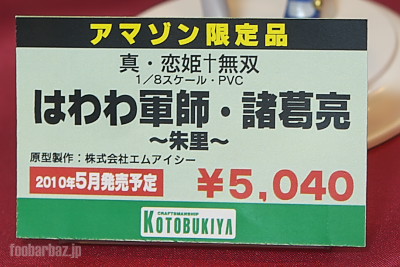 アマゾン限定品
真・恋姫†無双
1/8スケール・PVC
はわわ軍師・諸葛亮
～朱里～
原型製作：株式会社エムアイシー
2010年5月発売予定
￥5,040
CRAFTSMANSHIP
KOTOBUKIYA
foobarbaz.jp